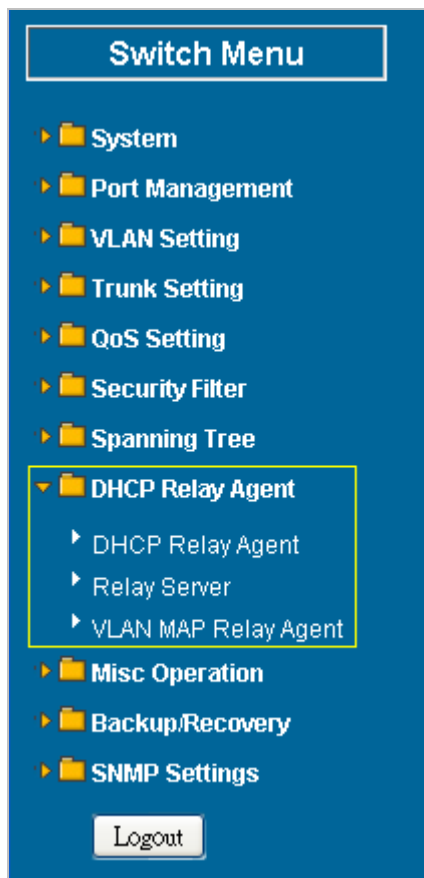 Switch Menu
System
Port Management
VLAN Setting
Trunk Setting
QoS Setting
Security Filter
Spanning Tree
DHCP Relay Agent
DHCP Relay Agent
Relay Server
VLAN MAP Relay Agent
Misc Operation
Backup/Recovery
SNMP Settings
Logout